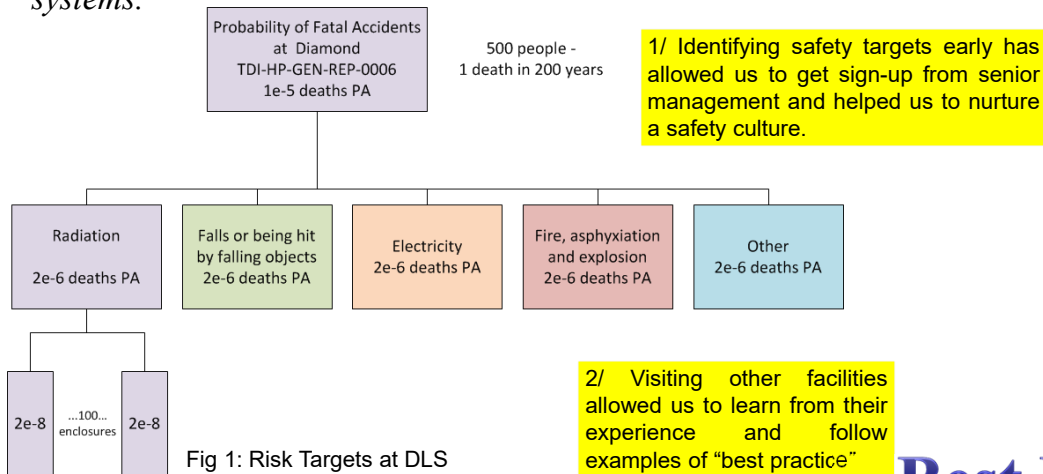 systems.
Probability of Fatal Accidents
at Diamond
TDI-HP-GEN-REP-0006
1e-5 deaths PA
500 people -
1 death in 200 years
1/ Identifying safety targets early has
allowed us to get sign-up from senior
management and helped us to nurture
a safety culture.
Radiation
2e-6 deaths PA
Falls or being hit
by falling objects
2e-6 deaths PA
Electricity
2e-6 deaths PA
Fire, asphyxiation
and explosion
2e-6 deaths PA
Other
2e-6 deaths PA
2e-8
...100...
enclosures
2e-8
Fig 1: Risk Targets at DLS
2/ Visiting other facilities
allowed us to learn from their
experience and follow
examples of "best practice"
Best